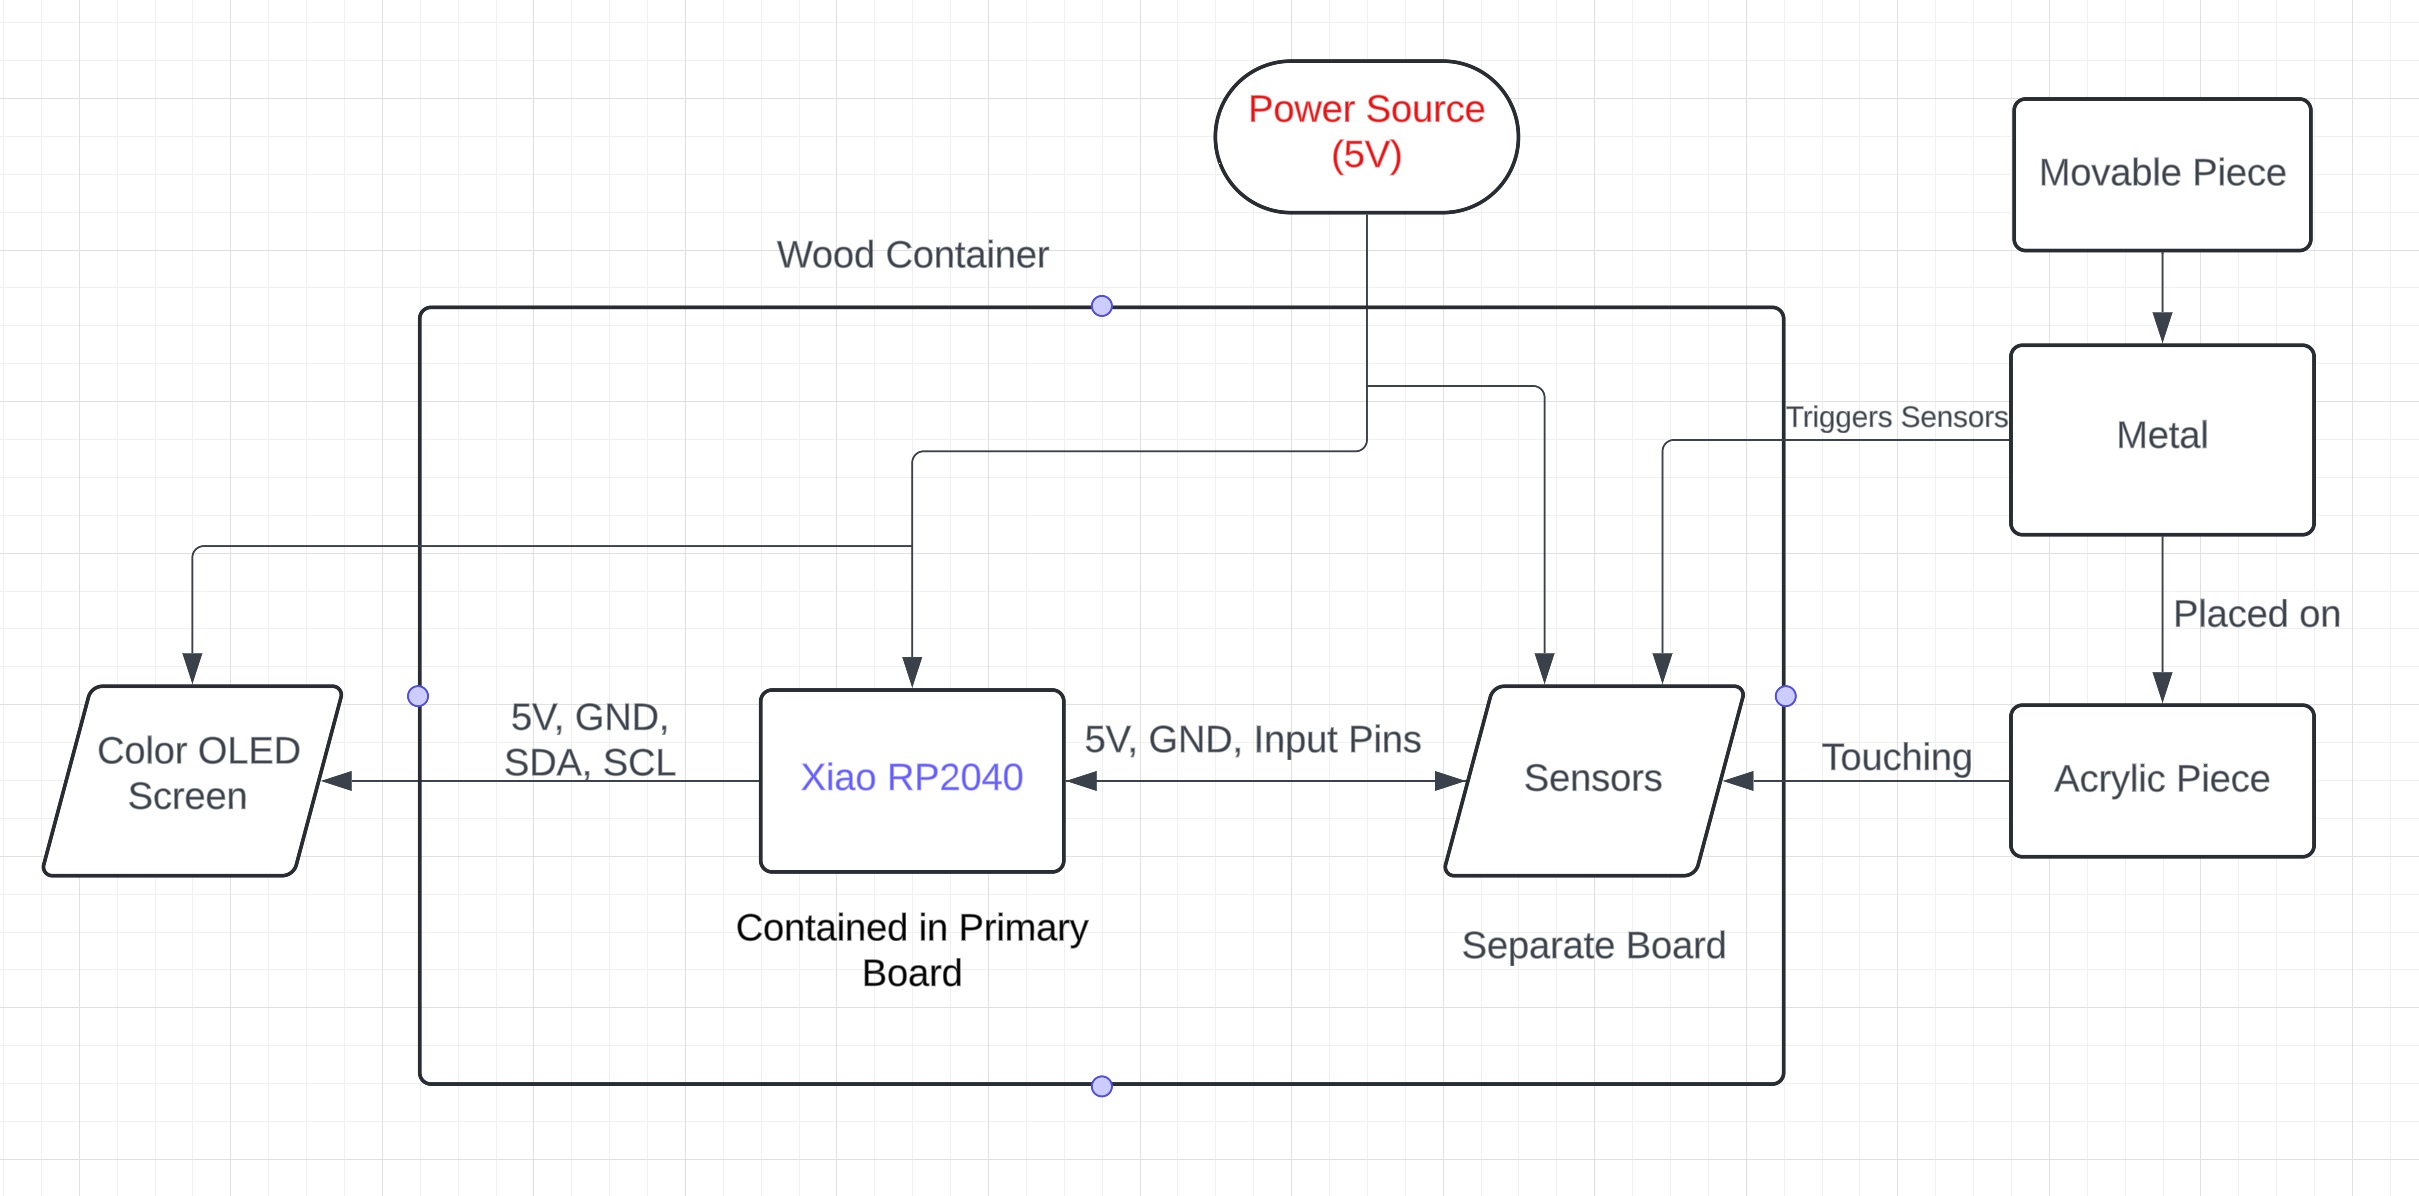 Power Source
(5V)
Movable Piece
Wood Container
Triggers Sensors
Metal
Placed on
5V, GND,
SDA, SCL
5V, GND, Input Pins
Touching
Color OLED
Screen
Xiao RP2040
Sensors
Acrylic Piece
Contained in Primary
Board
Separate Board